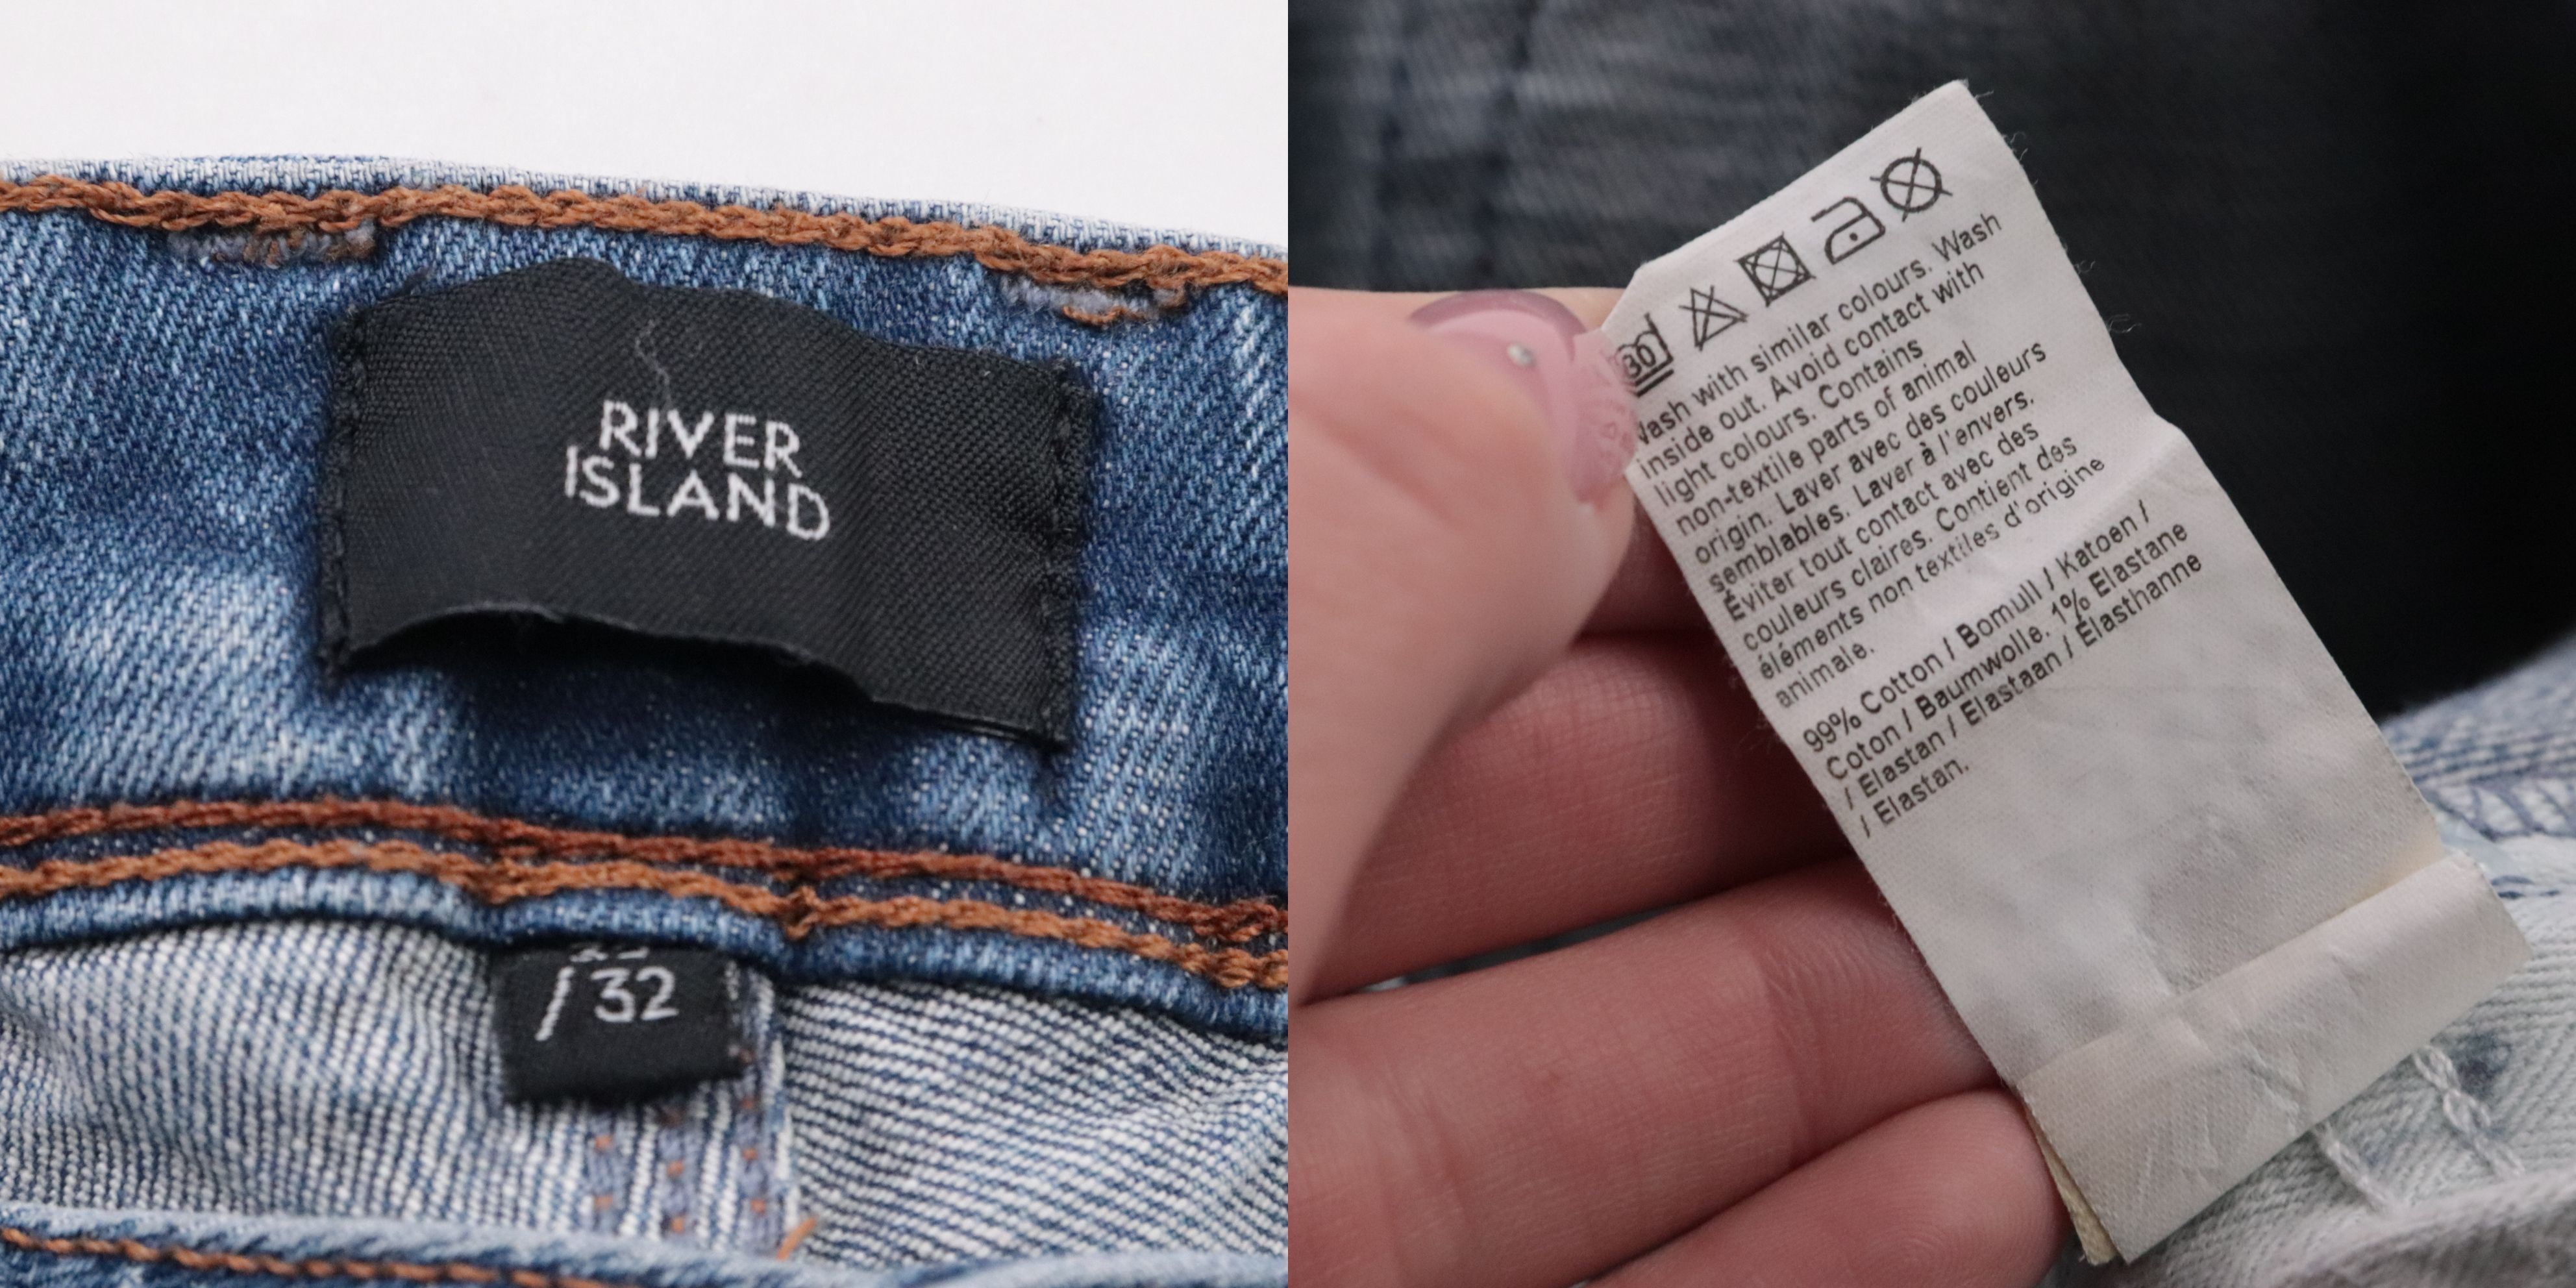 RIVER
ISLAND
/ 32
30
Wash with similar colours. Wash
inside out. Avoid contact with
light colours. Contains
non-textile parts of animal
origin. Laver avec des couleurs
semblables. Laver à l'envers.
Éviter tout contact avec des
couleurs claires. Contient des
éléments non textiles d'origine
animale.
99% Cotton / Bomull / Katoen /
Coton / Baumwolle. 1% Elastane
/ Elastan / Elastaan / Élasthanne
/ Elastan.